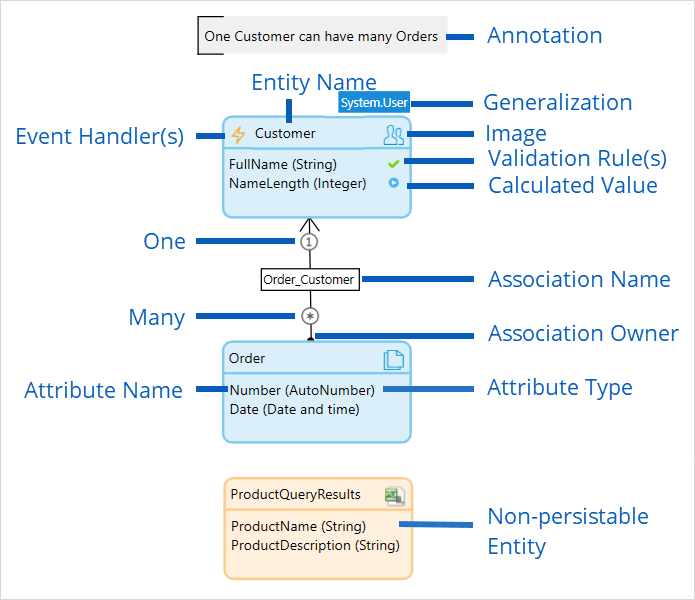 One Customer can have many Orders
Annotation
Entity Name
System.User
Generalization
Event Handler(s)
Customer
Image
FullName (String)
Validation Rule(s)
NameLength (Integer)
Calculated Value
One
1
Order_Customer
Association Name
Many
*
Association Owner
Order
Attribute Name
Number (AutoNumber)
Attribute Type
Date (Date and time)
ProductQueryResults
ProductName (String)
ProductDescription (String)
Non-persistable
Entity